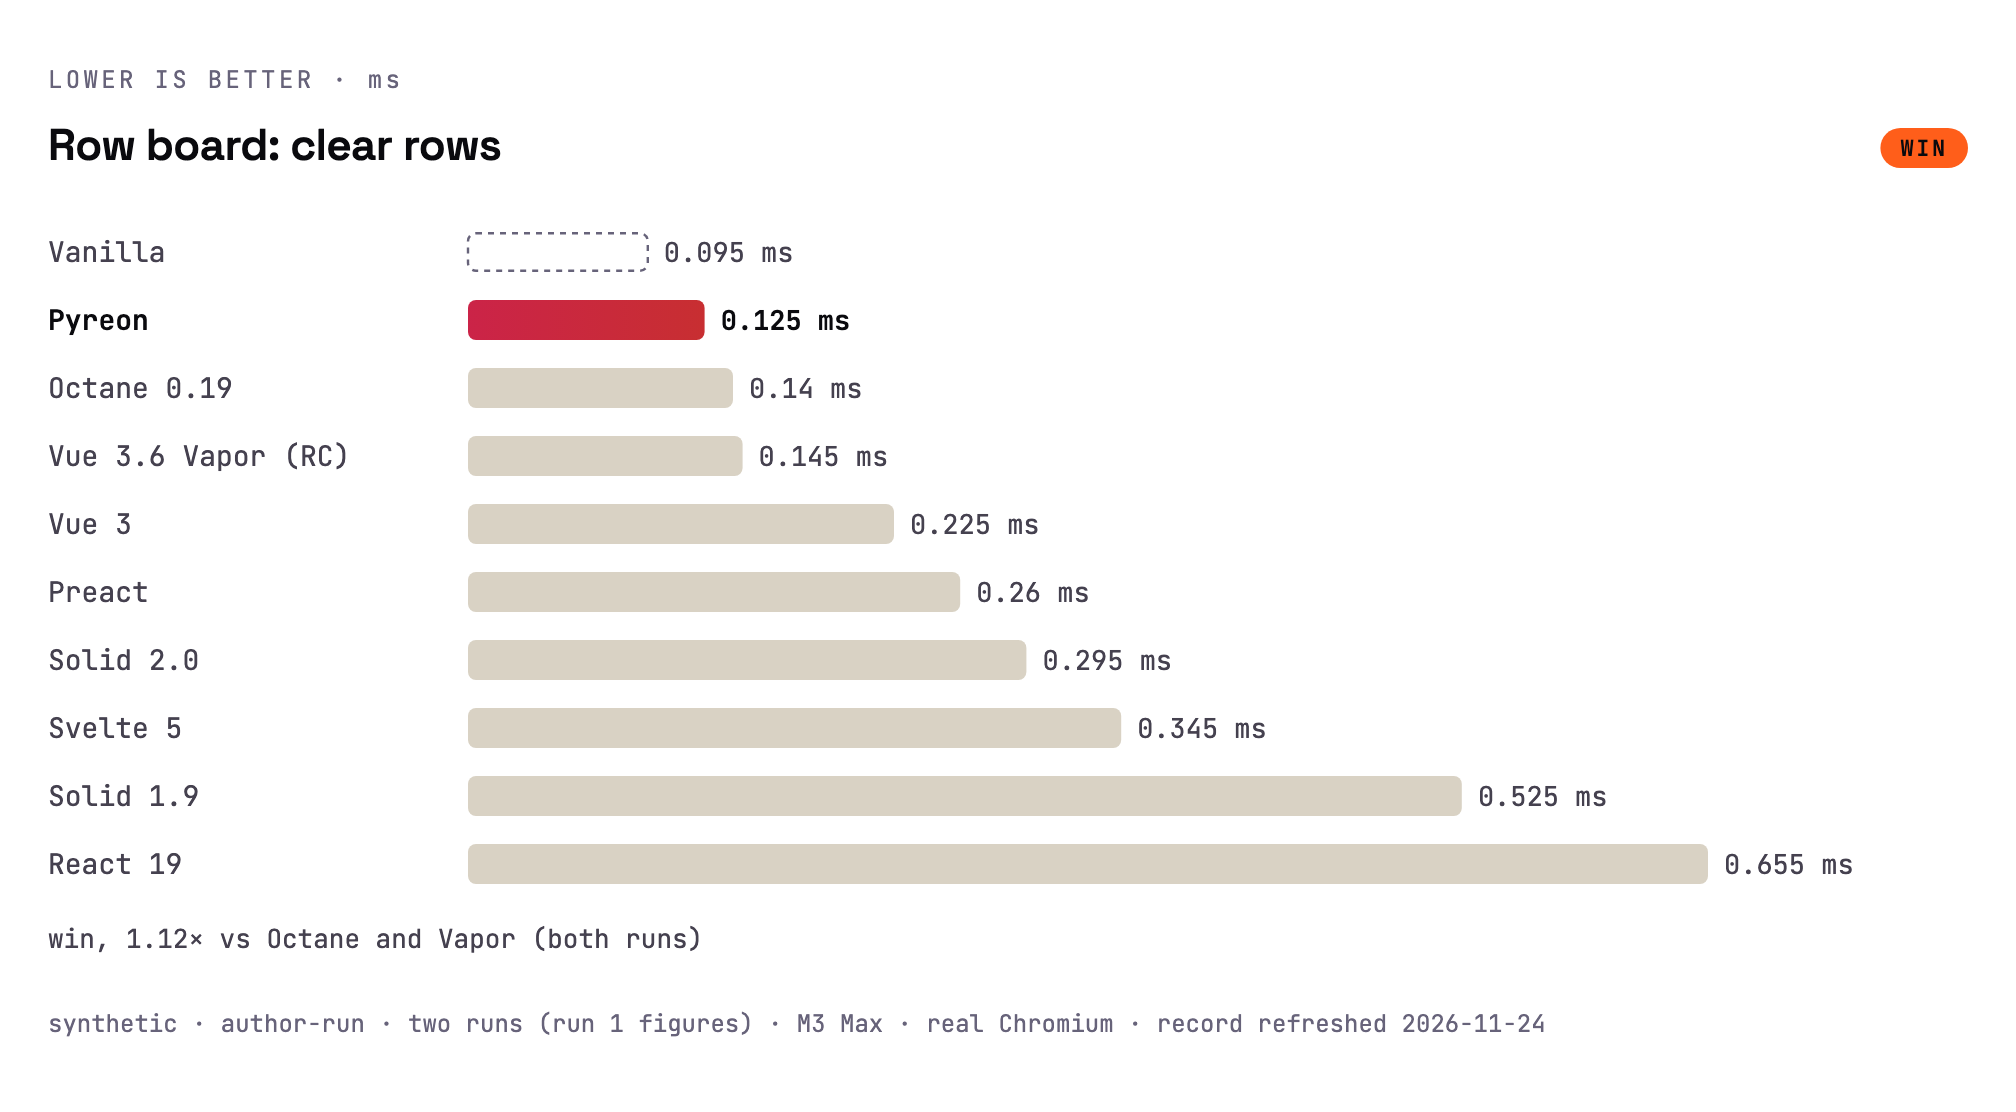 LOWER IS BETTER · ms
Row board: clear rows
WIN
Vanilla 0.095 ms
Pyreon 0.125 ms
Octane 0.19 0.14 ms
Vue 3.6 Vapor (RC) 0.145 ms
Vue 3 0.225 ms
Preact 0.26 ms
Solid 2.0 0.295 ms
Svelte 5 0.345 ms
Solid 1.9 0.525 ms
React 19 0.655 ms
win, 1.12× vs Octane and Vapor (both runs)
synthetic · author-run · two runs (run 1 figures) · M3 Max · real Chromium · record refreshed 2026-11-24